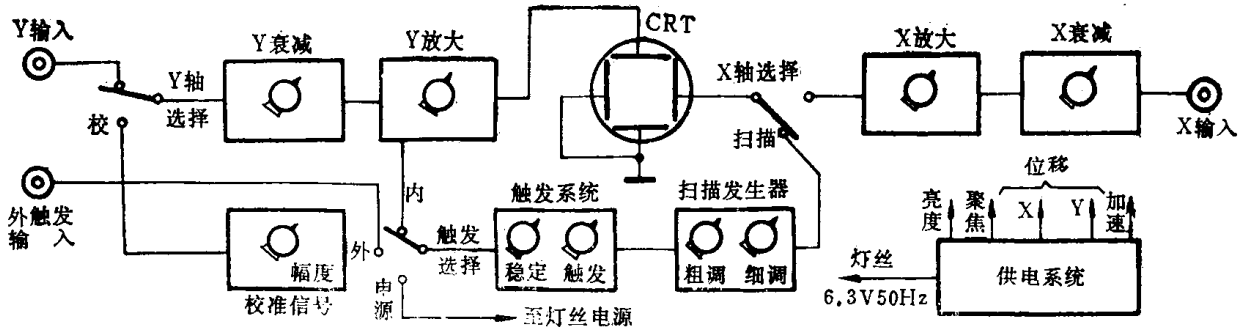 Y输入
Y衰减
Y放大
CRT
X放大
X衰减
Y轴
选择
X轴选择
校
扫描
X输入
外触发
输入
内
触发系统
扫描发生器
位移
亮度
聚焦
X
Y
加速
幅度
校准信号
外
触发
选择
稳定
触发
粗调
细调
灯丝
6.3V50Hz
供电系统
电源
至灯丝电源